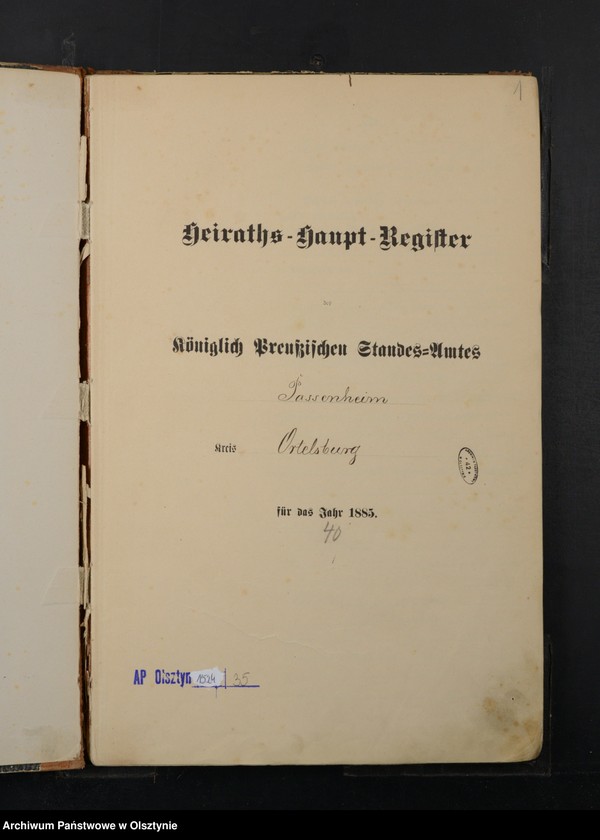 1
Heiraths-Haupt-Register
des
Königlich Preußischen Standes=Amtes
Passenheim
Kreis Ortelsburg
für das Jahr 1885.
40
AP Olsztyn 1524 / 35
Archiwum Państwowe w Olsztynie